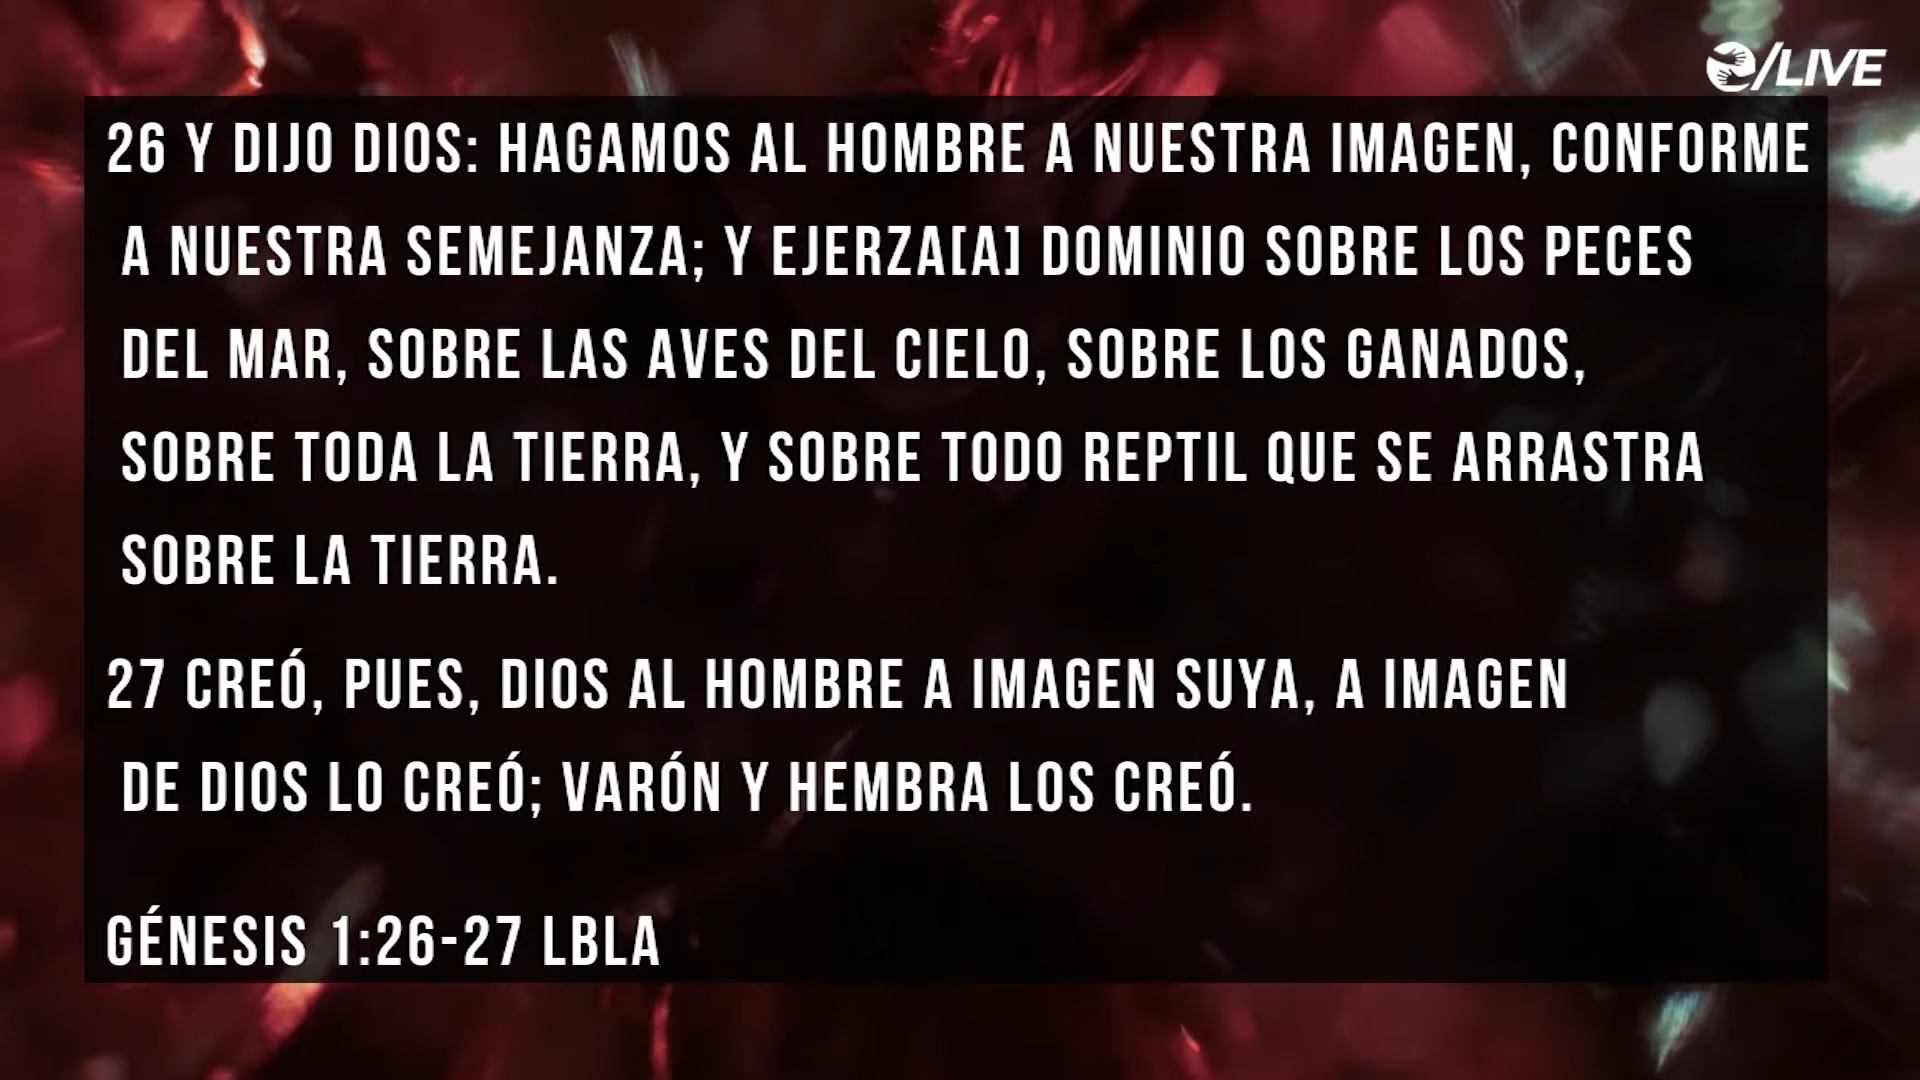 /LIVE
26 Y DIJO DIOS: HAGAMOS AL HOMBRE A NUESTRA IMAGEN, CONFORME
A NUESTRA SEMEJANZA; Y EJERZA[A] DOMINIO SOBRE LOS PECES
DEL MAR, SOBRE LAS AVES DEL CIELO, SOBRE LOS GANADOS,
SOBRE TODA LA TIERRA, Y SOBRE TODO REPTIL QUE SE ARRASTRA
SOBRE LA TIERRA.
27 CREÓ, PUES, DIOS AL HOMBRE A IMAGEN SUYA, A IMAGEN
DE DIOS LO CREÓ; VARÓN Y HEMBRA LOS CREÓ.
GÉNESIS 1:26-27 LBLA